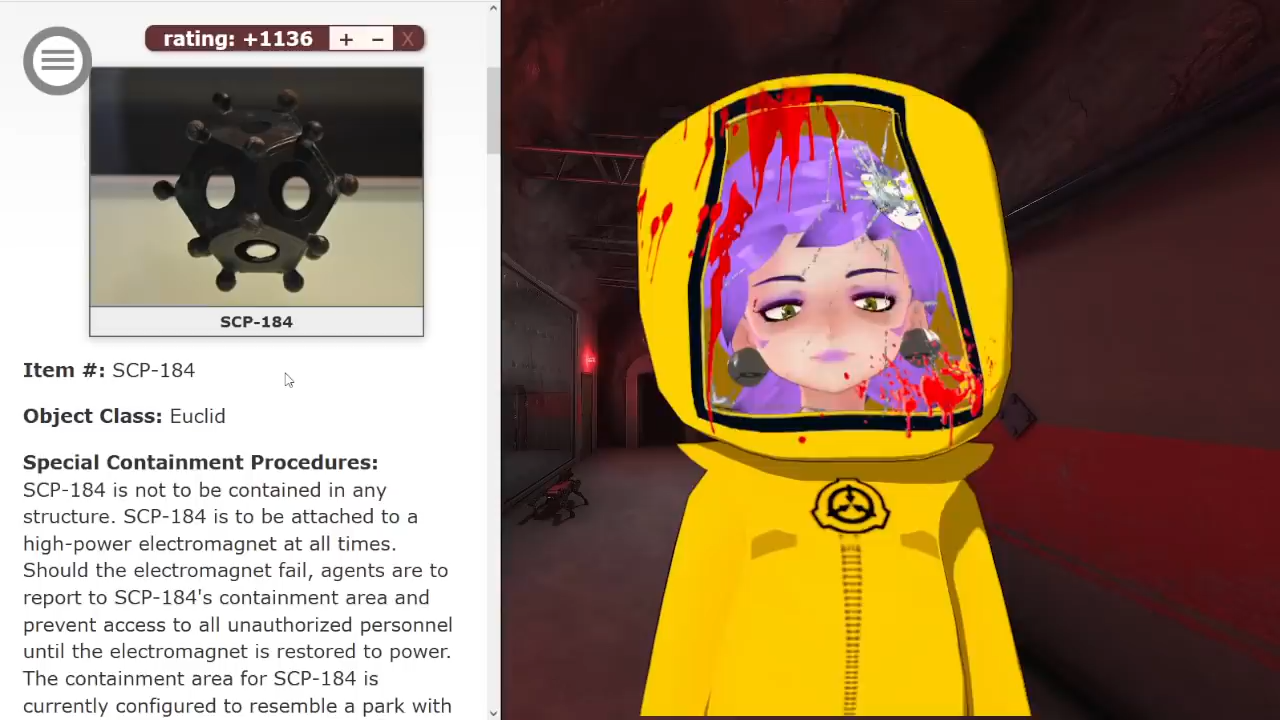 rating: +1136 + − X
SCP-184
Item #: SCP-184
Object Class: Euclid
Special Containment Procedures:
SCP-184 is not to be contained in any
structure. SCP-184 is to be attached to a
high-power electromagnet at all times.
Should the electromagnet fail, agents are to
report to SCP-184's containment area and
prevent access to all unauthorized personnel
until the electromagnet is restored to power.
The containment area for SCP-184 is
currently configured to resemble a park with